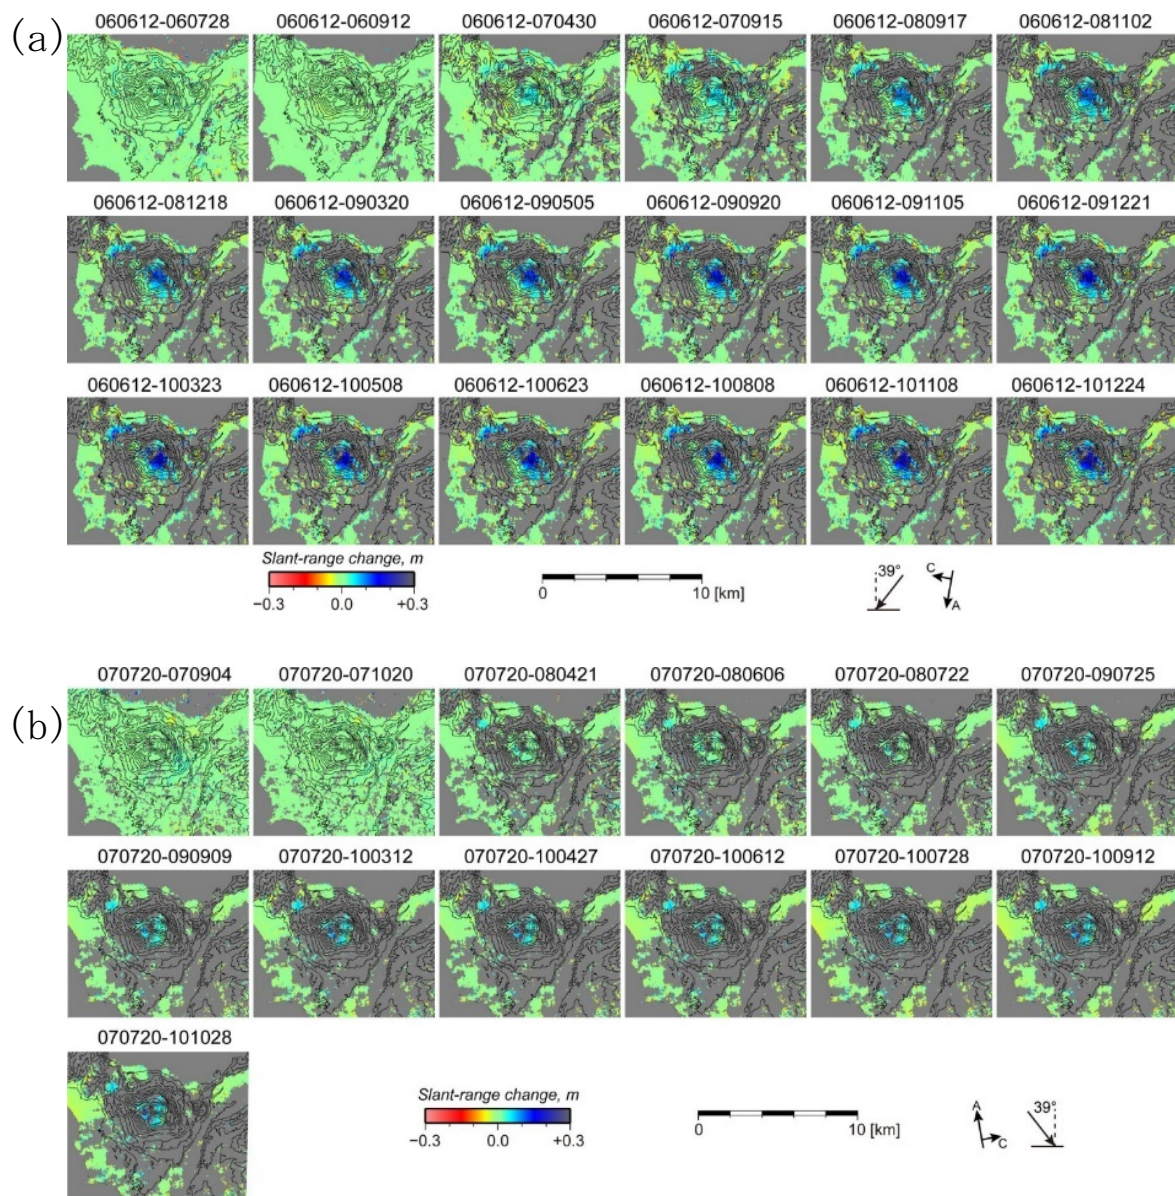 (a)
060612-060728 060612-060912 060612-070430 060612-070915 060612-080917 060612-081102
060612-081218 060612-090320 060612-090505 060612-090920 060612-091105 060612-091221
060612-100323 060612-100508 060612-100623 060612-100808 060612-101108 060612-101224
Slant-range change, m
−0.3 0.0 +0.3
0 10 [km]
39°
C
A
(b)
070720-070904 070720-071020 070720-080421 070720-080606 070720-080722 070720-090725
070720-090909 070720-100312 070720-100427 070720-100612 070720-100728 070720-100912
070720-101028
Slant-range change, m
−0.3 0.0 +0.3
0 10 [km]
A
C
39°